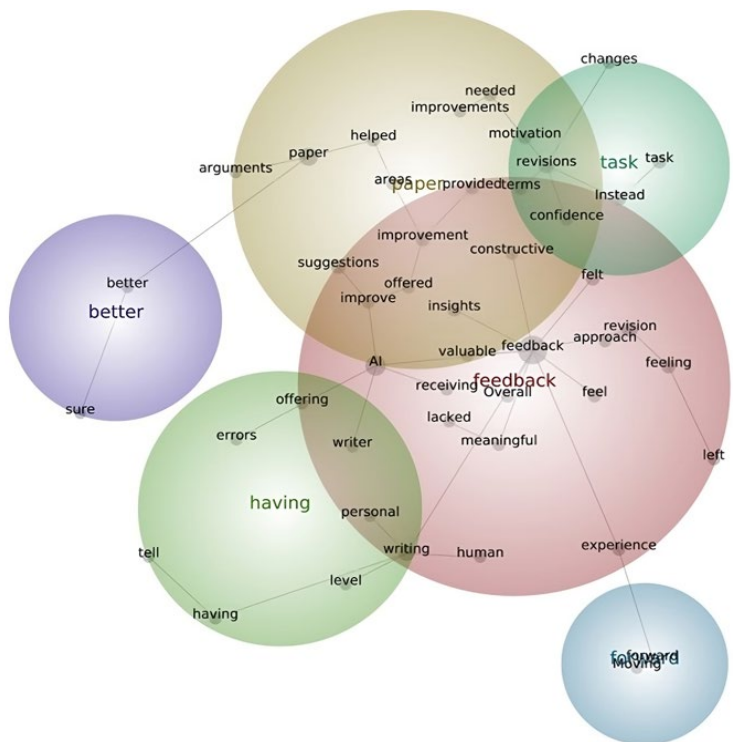 changes
needed
improvements
motivation
helped
paper
arguments
revisions
task
task
areas
paper
provided
terms
Instead
confidence
improvement
constructive
suggestions
felt
offered
improve
insights
better
better
revision
approach
feedback
valuable
AI
feeling
feedback
receiving
Overall
feel
offering
sure
lacked
errors
writer
meaningful
left
having
personal
writing
human
experience
tell
level
having
forward
forward
Moving